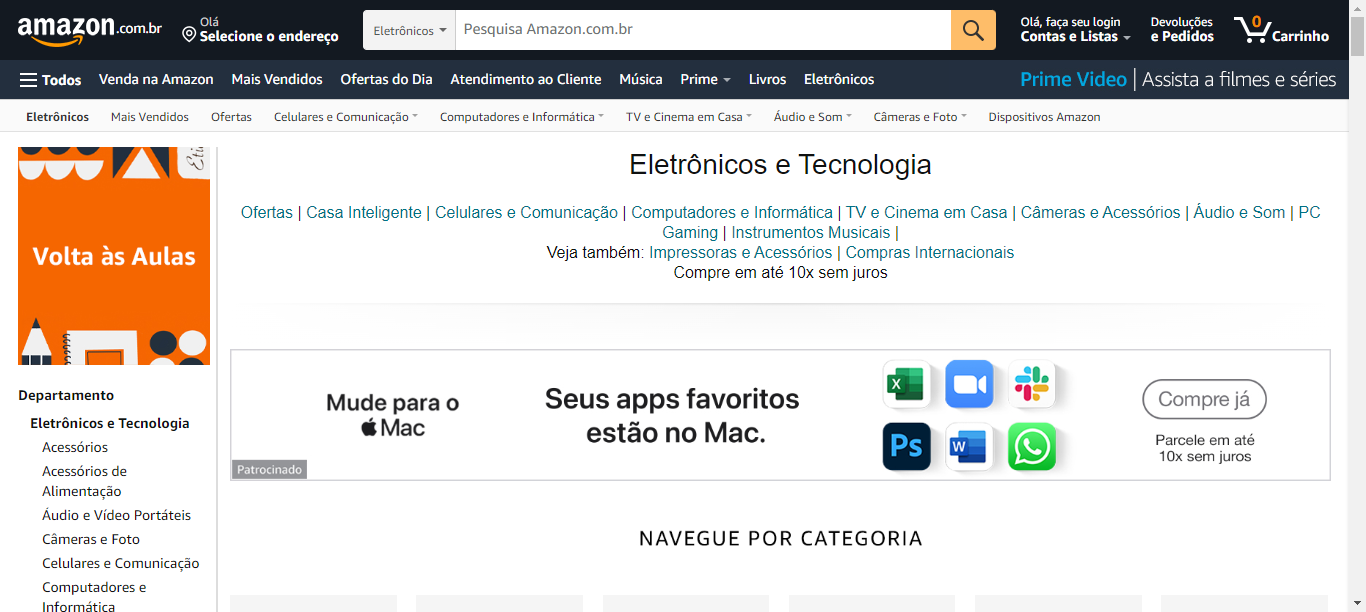 amazon.com.br
Olá
Selecione o endereço
Eletrônicos
Pesquisa Amazon.com.br
Olá, faça seu login
Contas e Listas
Devoluções
e Pedidos
0
Carrinho
Todos
Venda na Amazon
Mais Vendidos
Ofertas do Dia
Atendimento ao Cliente
Música
Prime
Livros
Eletrônicos
Prime Video | Assista a filmes e séries
Eletrônicos
Mais Vendidos
Ofertas
Celulares e Comunicação
Computadores e Informática
TV e Cinema em Casa
Áudio e Som
Câmeras e Foto
Dispositivos Amazon
Volta às Aulas
Departamento
Eletrônicos e Tecnologia
Acessórios
Acessórios de
Alimentação
Áudio e Vídeo Portáteis
Câmeras e Foto
Celulares e Comunicação
Computadores e
Informática
Eletrônicos e Tecnologia
Ofertas | Casa Inteligente | Celulares e Comunicação | Computadores e Informática | TV e Cinema em Casa | Câmeras e Acessórios | Áudio e Som | PC
Gaming | Instrumentos Musicais |
Veja também: Impressoras e Acessórios | Compras Internacionais
Compre em até 10x sem juros
Mude para o
Mac
Patrocinado
Seus apps favoritos
estão no Mac.
X
Ps
W
Compre já
Parcele em até
10x sem juros
NAVEGUE POR CATEGORIA